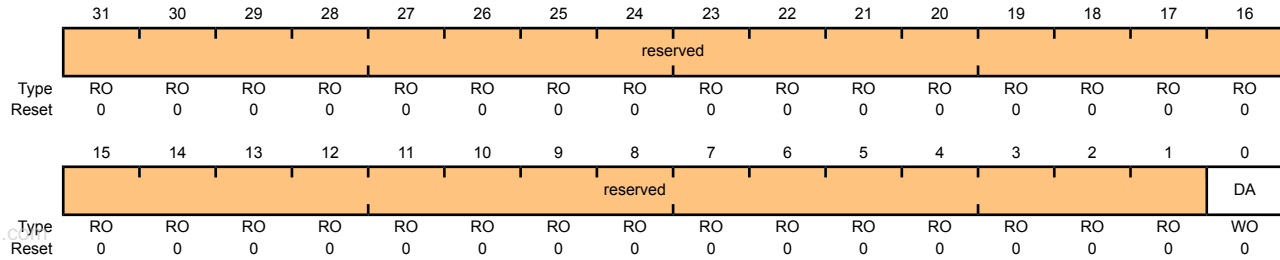 31 30 29 28 27 26 25 24 23 22 21 20 19 18 17 16
reserved
Type RO RO RO RO RO RO RO RO RO RO RO RO RO RO RO RO
Reset 0 0 0 0 0 0 0 0 0 0 0 0 0 0 0 0
15 14 13 12 11 10 9 8 7 6 5 4 3 2 1 0
reserved DA
Type RO RO RO RO RO RO RO RO RO RO RO RO RO RO RO WO
.com
Reset 0 0 0 0 0 0 0 0 0 0 0 0 0 0 0 0